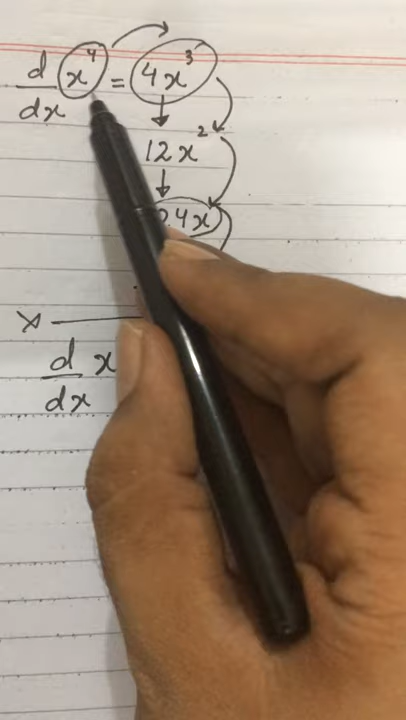 d/dx x⁴ = 4x³
12x²
24x
d/dx x